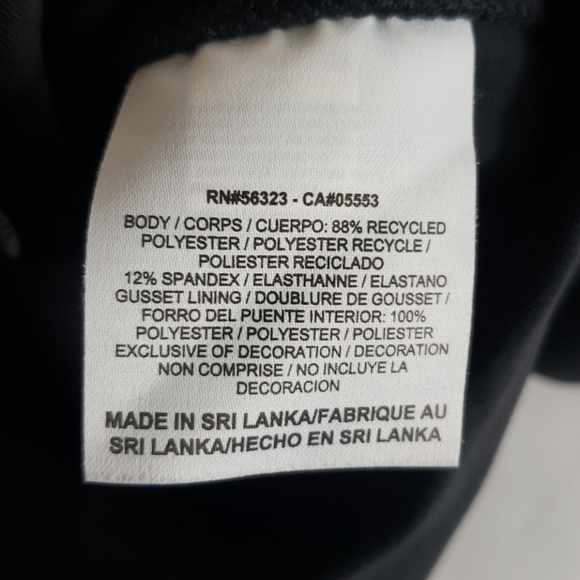 RN#56323 - CA#05553
BODY / CORPS / CUERPO: 88% RECYCLED
POLYESTER / POLYESTER RECYCLE /
POLIESTER RECICLADO
12% SPANDEX / ELASTHANNE / ELASTANO
GUSSET LINING / DOUBLURE DE GOUSSET /
FORRO DEL PUENTE INTERIOR: 100%
POLYESTER / POLYESTER / POLIESTER
EXCLUSIVE OF DECORATION / DECORATION
NON COMPRISE / NO INCLUYE LA
DECORACION
MADE IN SRI LANKA/FABRIQUE AU
SRI LANKA/HECHO EN SRI LANKA